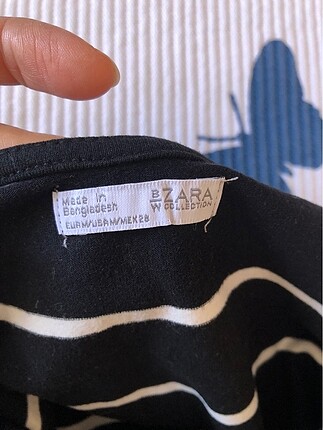 Made in
Bangladesh
EUR M/USA M/MEX 28
B/W ZARA
COLLECTION